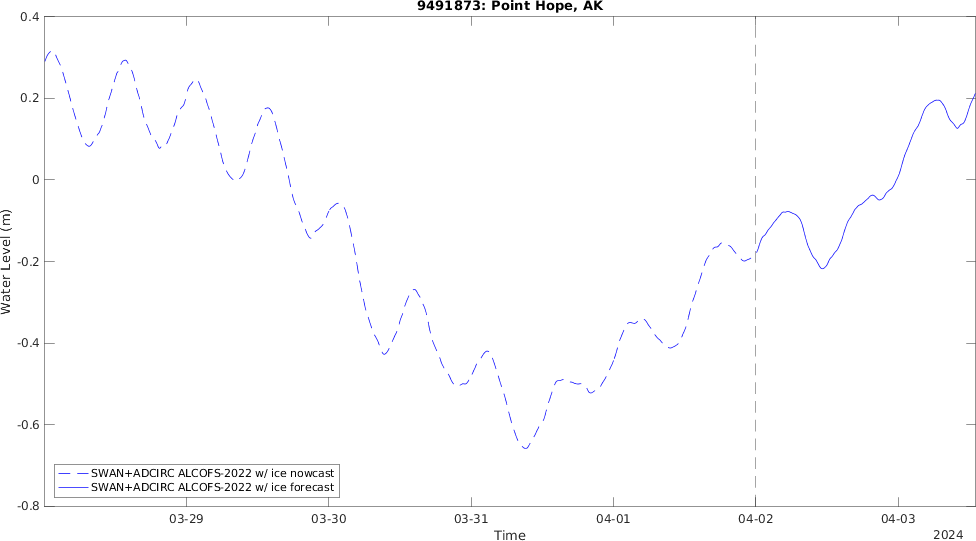 9491873: Point Hope, AK
0.4
0.2
0
-0.2
-0.4
-0.6
-0.8
Water Level (m)
SWAN+ADCIRC ALCOFS-2022 w/ ice nowcast
SWAN+ADCIRC ALCOFS-2022 w/ ice forecast
03-29
03-30
03-31
04-01
04-02
04-03
Time
2024